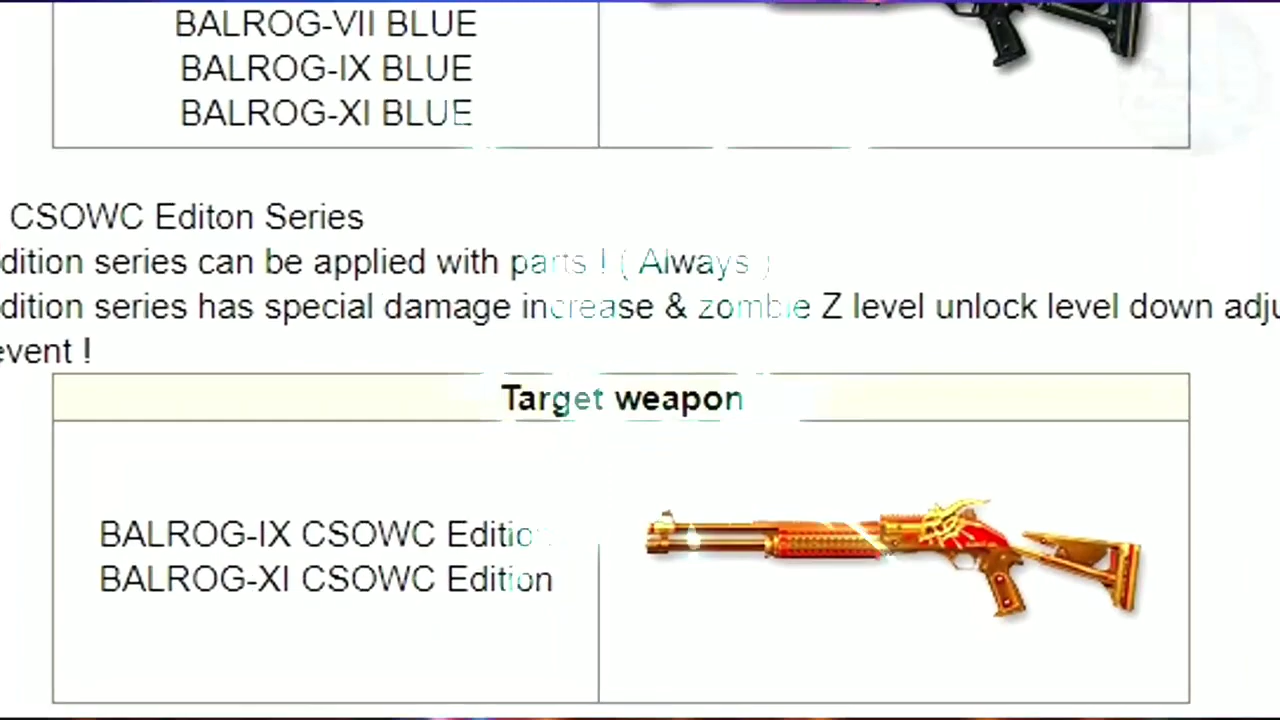 BALROG-VII BLUE
BALROG-IX BLUE
BALROG-XI BLUE
CSOWC Editon Series
dition series can be applied with parts ! ( Always )
dition series has special damage increase & zombie Z level unlock level down adju
event !
Target weapon
BALROG-IX CSOWC Edition
BALROG-XI CSOWC Edition